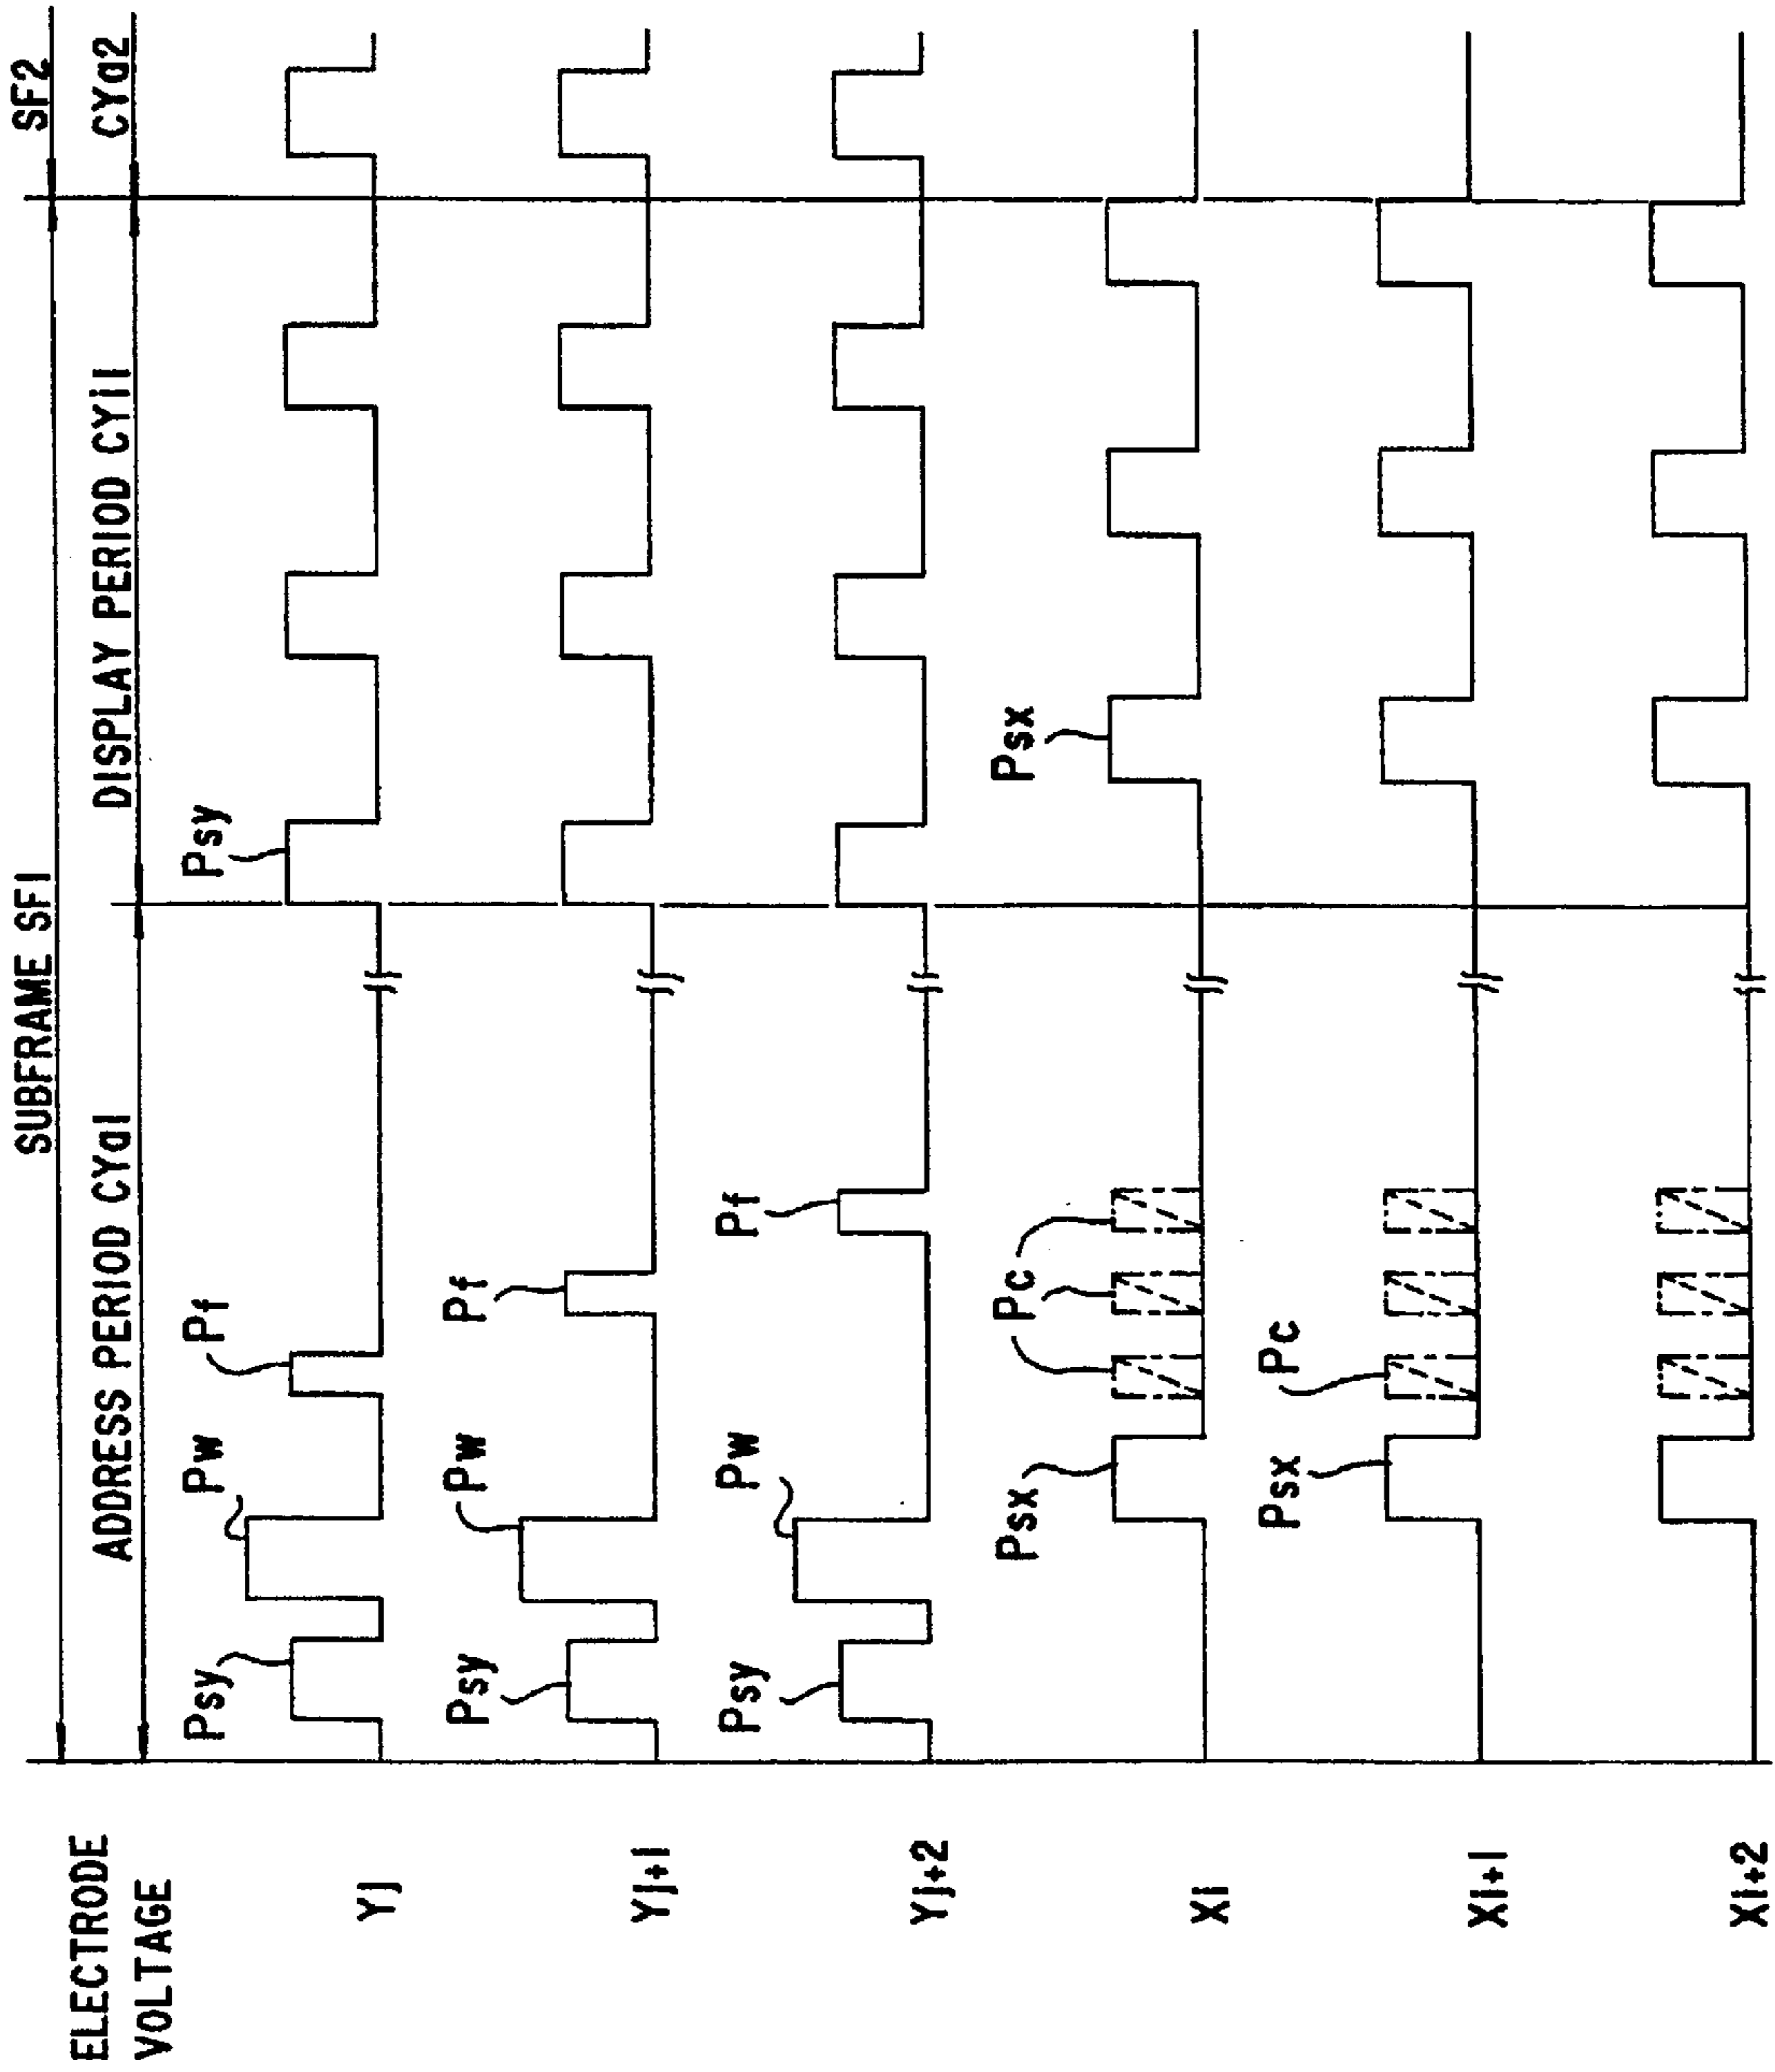 SUBFRAME SF1
SF2
ADDRESS PERIOD CYa1
DISPLAY PERIOD CYi1
CYa2
ELECTRODE
VOLTAGE
Yj
Psy
Pw
Pf
Psy
Yj+1
Psy
Pw
Pf
Yj+2
Psy
Pw
Pf
Xi
Psx
Pc
Psx
Xi+1
Psx
Pc
Xi+2